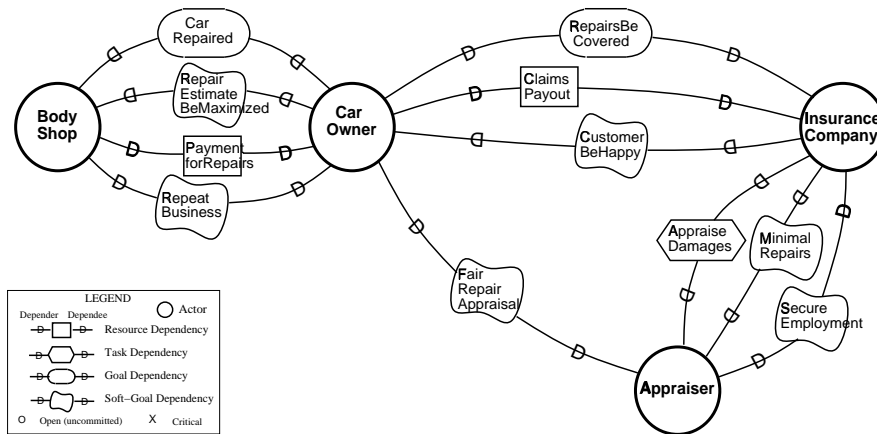 Car
Repaired
Repair
Estimate
BeMaximized
Payment
forRepairs
Repeat
Business
Body
Shop
Car
Owner
RepairsBe
Covered
Claims
Payout
Customer
BeHappy
Insurance
Company
Appraise
Damages
Minimal
Repairs
Secure
Employment
Fair
Repair
Appraisal
Appraiser
D D
D D
D D
D D
D D
D D
D D
D D
D D
D D
D D
LEGEND
Actor
Depender Dependee
D D Resource Dependency
D D Task Dependency
D D Goal Dependency
D D Soft-Goal Dependency
O Open (uncommitted) X Critical